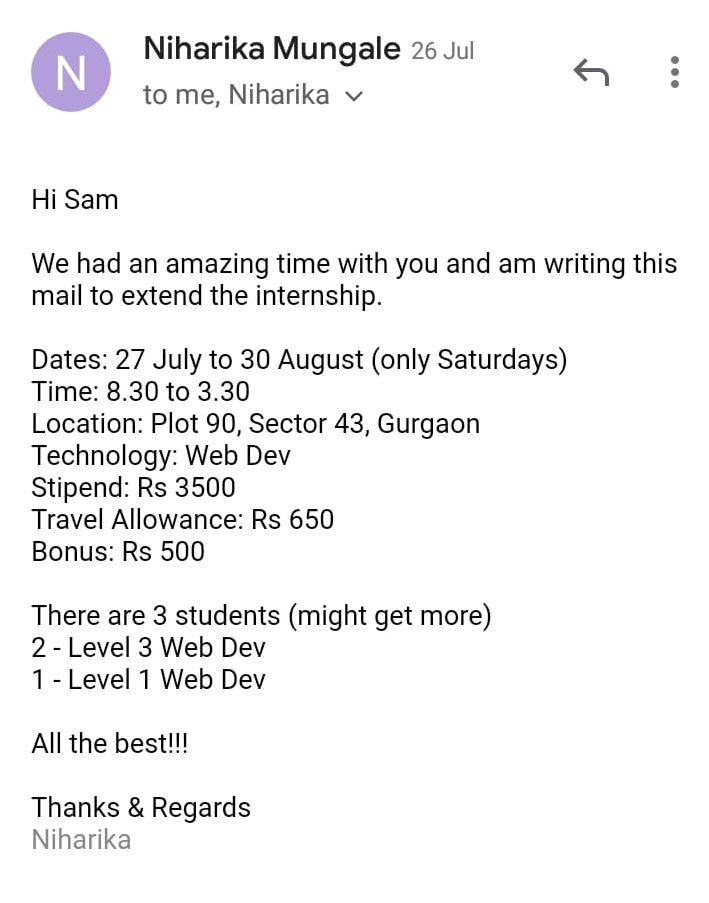 N
Niharika Mungale 26 Jul
to me, Niharika
Hi Sam
We had an amazing time with you and am writing this
mail to extend the internship.
Dates: 27 July to 30 August (only Saturdays)
Time: 8.30 to 3.30
Location: Plot 90, Sector 43, Gurgaon
Technology: Web Dev
Stipend: Rs 3500
Travel Allowance: Rs 650
Bonus: Rs 500
There are 3 students (might get more)
2 - Level 3 Web Dev
1 - Level 1 Web Dev
All the best!!!
Thanks & Regards
Niharika